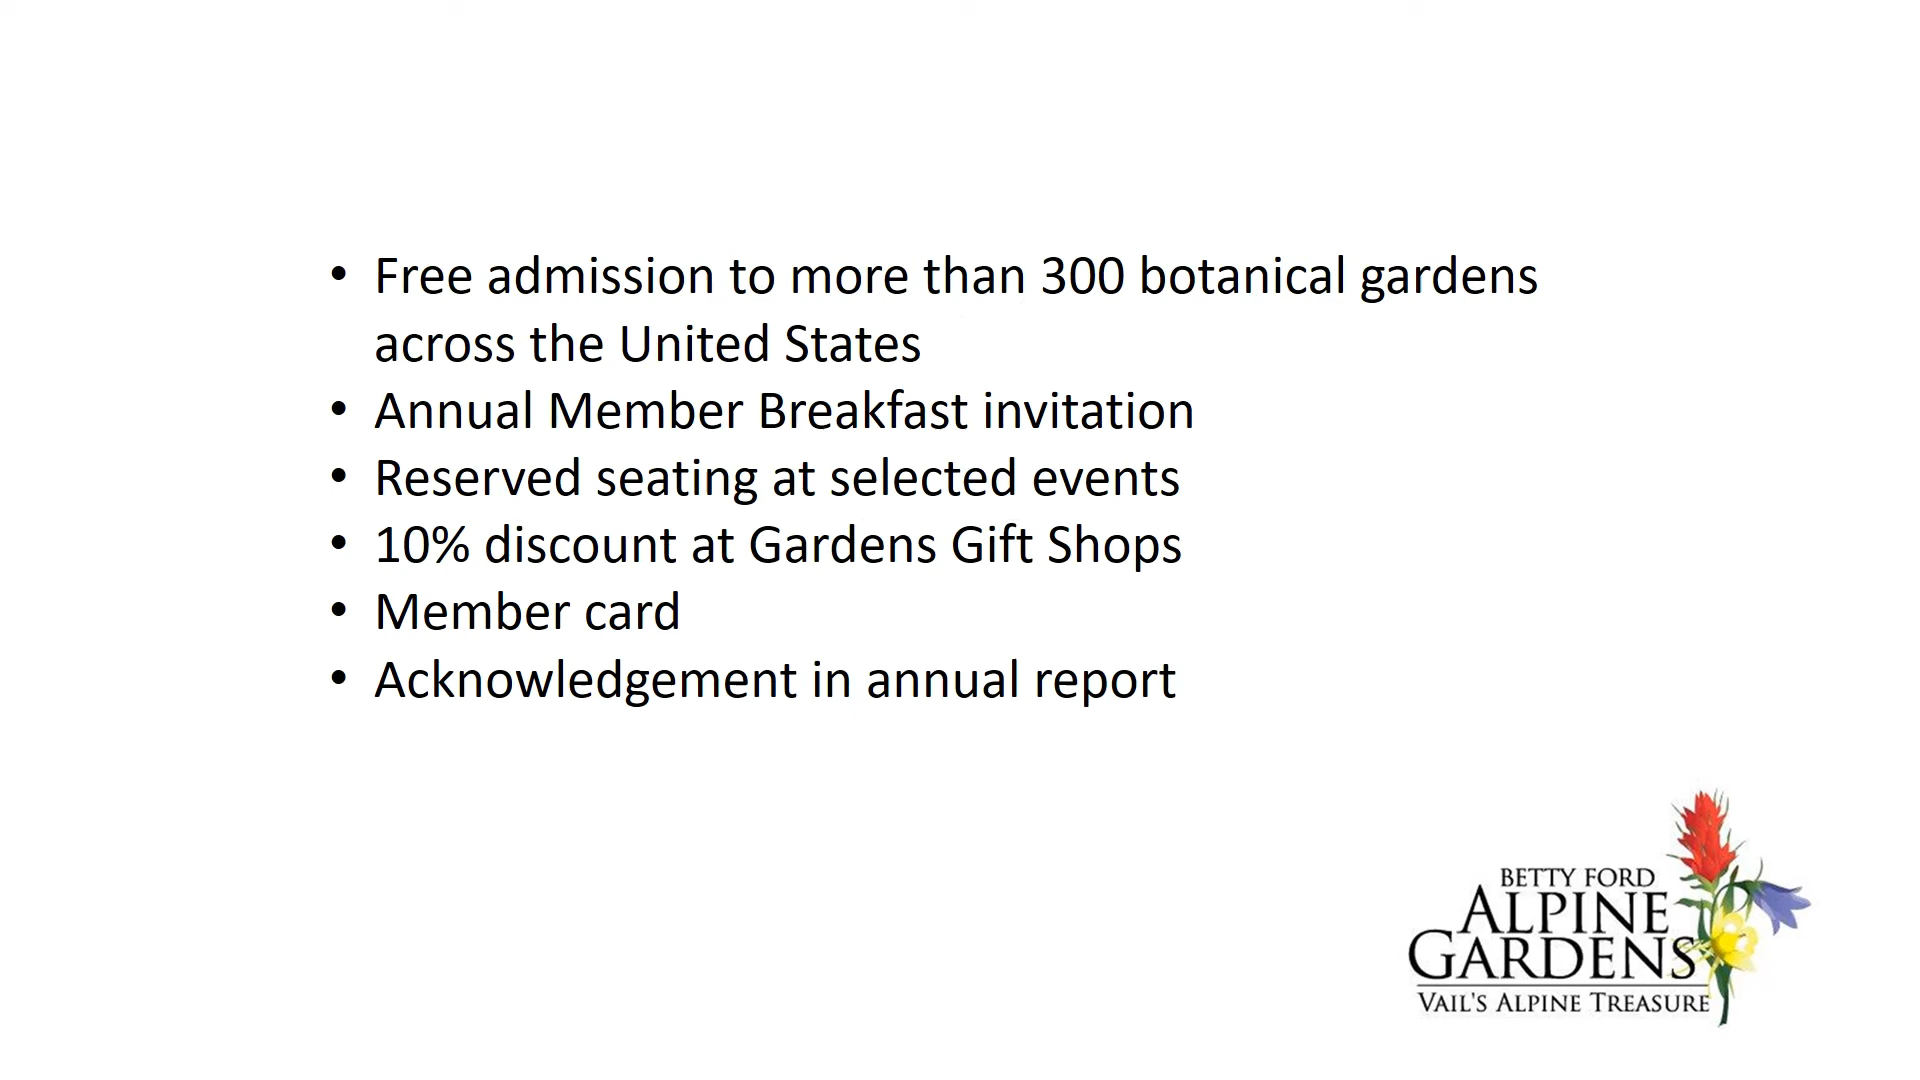 • Free admission to more than 300 botanical gardens
across the United States
• Annual Member Breakfast invitation
• Reserved seating at selected events
• 10% discount at Gardens Gift Shops
• Member card
• Acknowledgement in annual report
BETTY FORD
ALPINE
GARDENS
VAIL'S ALPINE TREASURE